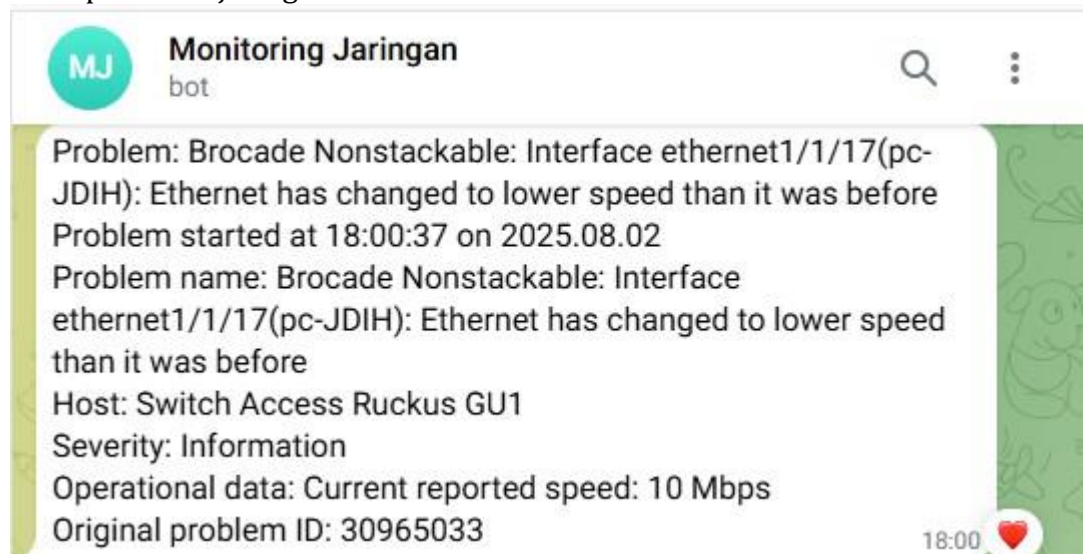 MJ
Monitoring Jaringan
bot
Problem: Brocade Nonstackable: Interface ethernet1/1/17(pc-
JDIH): Ethernet has changed to lower speed than it was before
Problem started at 18:00:37 on 2025.08.02
Problem name: Brocade Nonstackable: Interface
ethernet1/1/17(pc-JDIH): Ethernet has changed to lower speed
than it was before
Host: Switch Access Ruckus GU1
Severity: Information
Operational data: Current reported speed: 10 Mbps
Original problem ID: 30965033
18:00